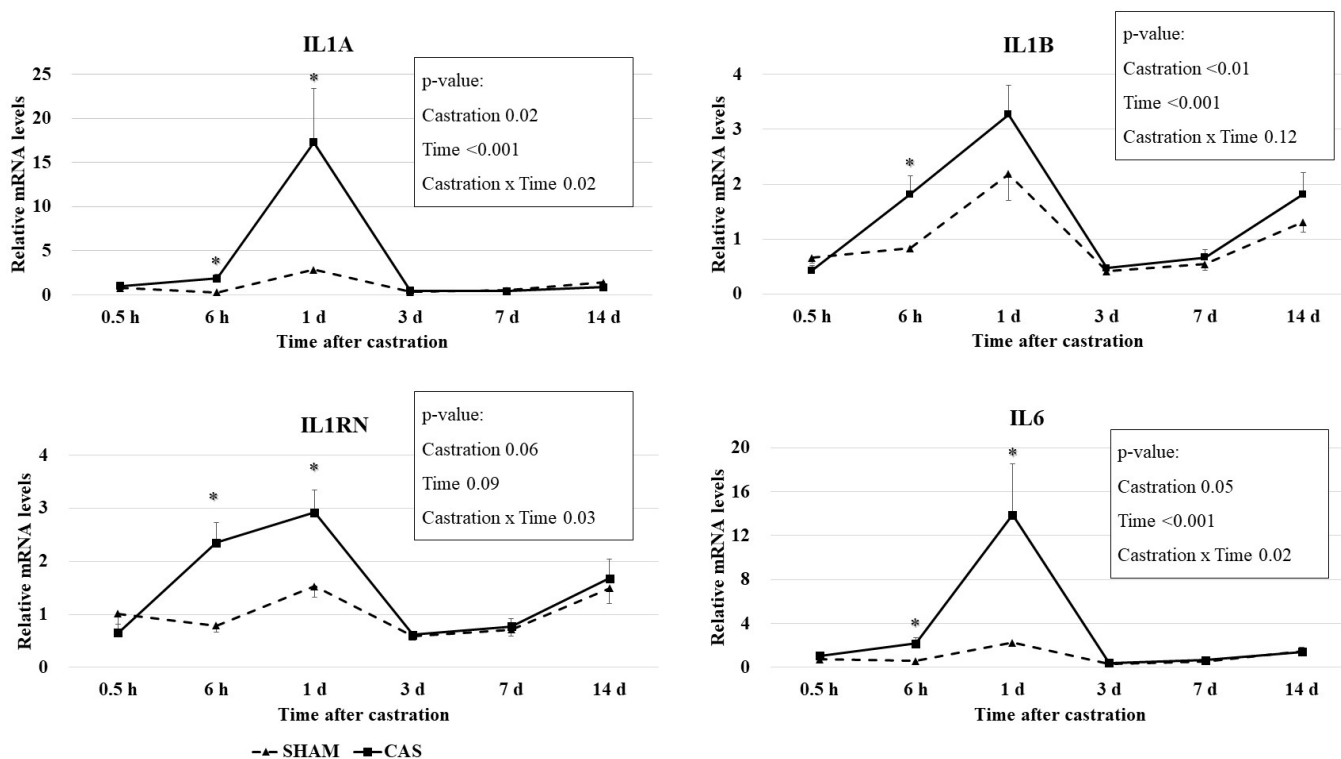 IL1A
p-value:
Castration 0.02
Time <0.001
Castration x Time 0.02
*
*
25
20
15
10
5
0
Relative mRNA levels
0.5 h 6 h 1 d 3 d 7 d 14 d
Time after castration
IL1B
p-value:
Castration <0.01
Time <0.001
Castration x Time 0.12
*
4
3
2
1
0
Relative mRNA levels
0.5 h 6 h 1 d 3 d 7 d 14 d
Time after castration
IL1RN
p-value:
Castration 0.06
Time 0.09
Castration x Time 0.03
*
*
4
3
2
1
0
Relative mRNA levels
0.5 h 6 h 1 d 3 d 7 d 14 d
Time after castration
IL6
p-value:
Castration 0.05
Time <0.001
Castration x Time 0.02
*
*
20
16
12
8
4
0
Relative mRNA levels
0.5 h 6 h 1 d 3 d 7 d 14 d
Time after castration
SHAM CAS